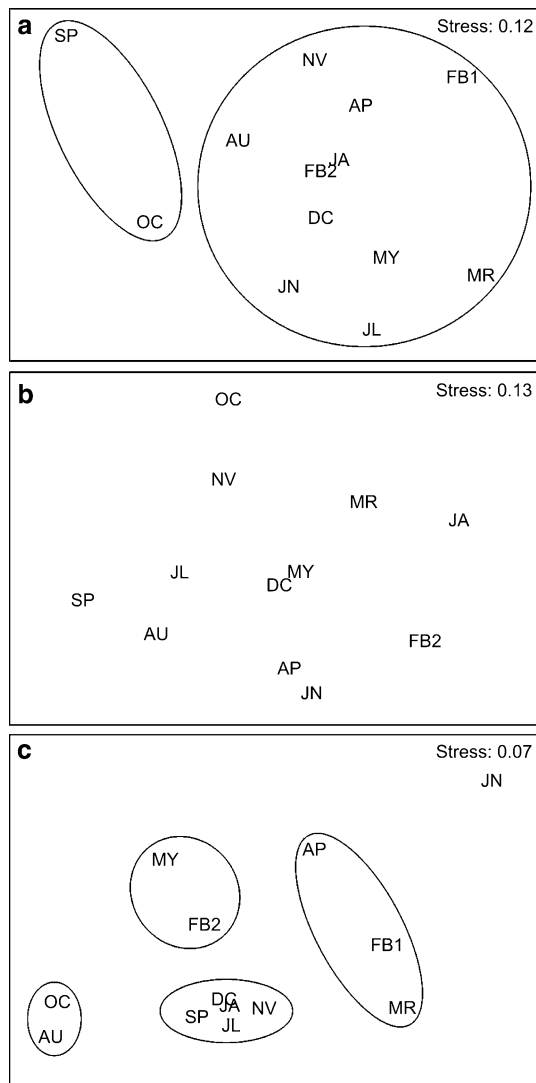 a
Stress: 0.12
SP
NV
FB1
AP
AU
JA
FB2
DC
OC
MY
MR
JN
JL
b
Stress: 0.13
OC
NV
MR
JA
JL
MY
DC
SP
AU
FB2
AP
JN
c
Stress: 0.07
JN
AP
MY
FB2
FB1
OC
DC
JA
NV
MR
SP
JL
AU